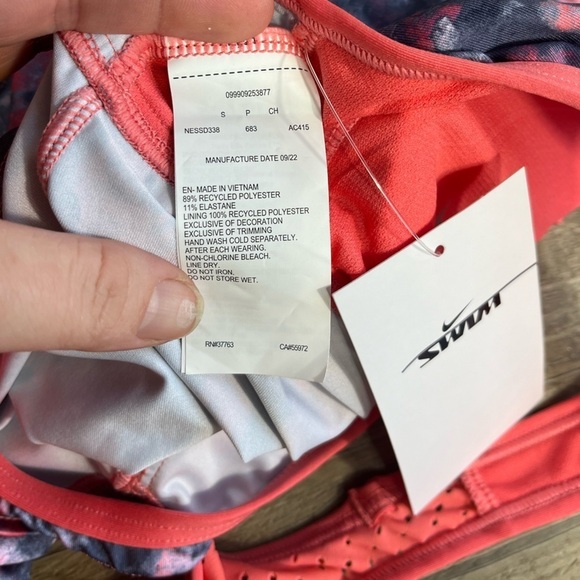 099909253877
S P CH
NESSD338 683 AC415
MANUFACTURE DATE 09/22
EN- MADE IN VIETNAM
89% RECYCLED POLYESTER
11% ELASTANE
LINING 100% RECYCLED POLYESTER
EXCLUSIVE OF DECORATION
EXCLUSIVE OF TRIMMING
HAND WASH COLD SEPARATELY.
AFTER EACH WEARING.
NON-CHLORINE BLEACH.
LINE DRY.
DO NOT IRON.
DO NOT STORE WET.
RN#37763 CA#55972
SWIM